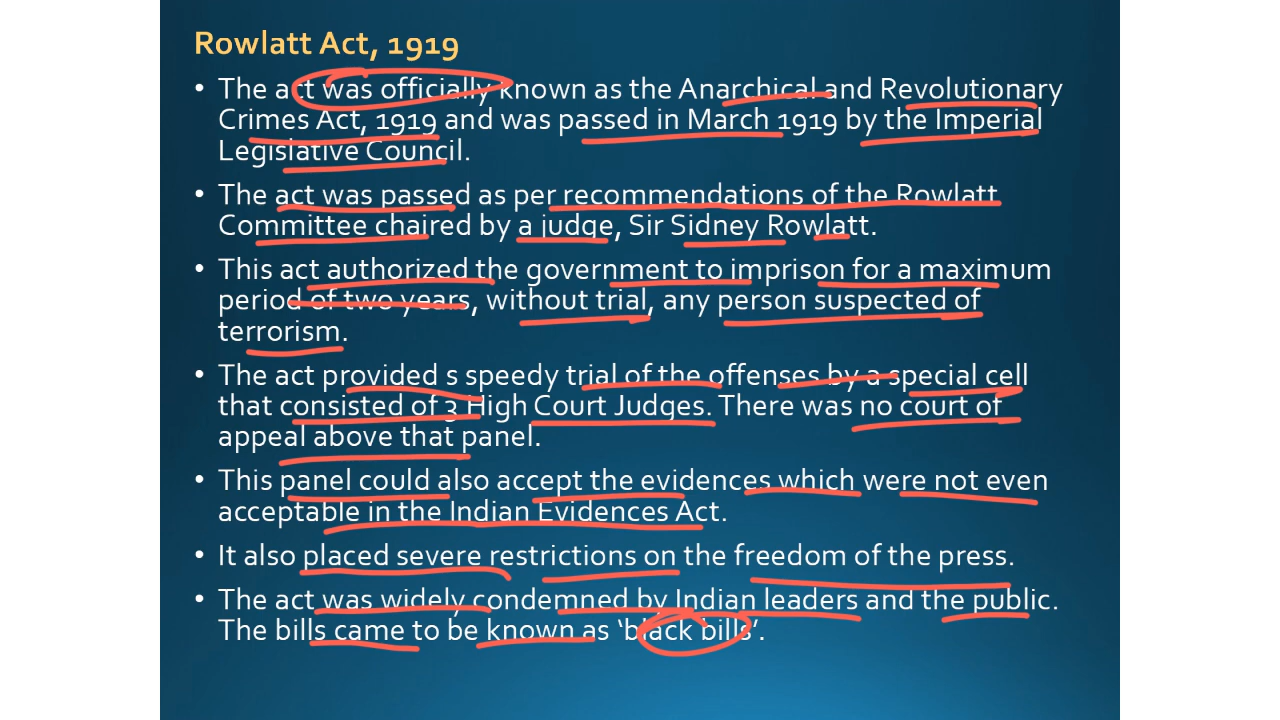 Rowlatt Act, 1919
• The act was officially known as the Anarchical and Revolutionary
Crimes Act, 1919 and was passed in March 1919 by the Imperial
Legislative Council.
• The act was passed as per recommendations of the Rowlatt
Committee chaired by a judge, Sir Sidney Rowlatt.
• This act authorized the government to imprison for a maximum
period of two years, without trial, any person suspected of
terrorism.
• The act provided s speedy trial of the offenses by a special cell
that consisted of 3 High Court Judges. There was no court of
appeal above that panel.
• This panel could also accept the evidences which were not even
acceptable in the Indian Evidences Act.
• It also placed severe restrictions on the freedom of the press.
• The act was widely condemned by Indian leaders and the public.
The bills came to be known as ‘black bills’.